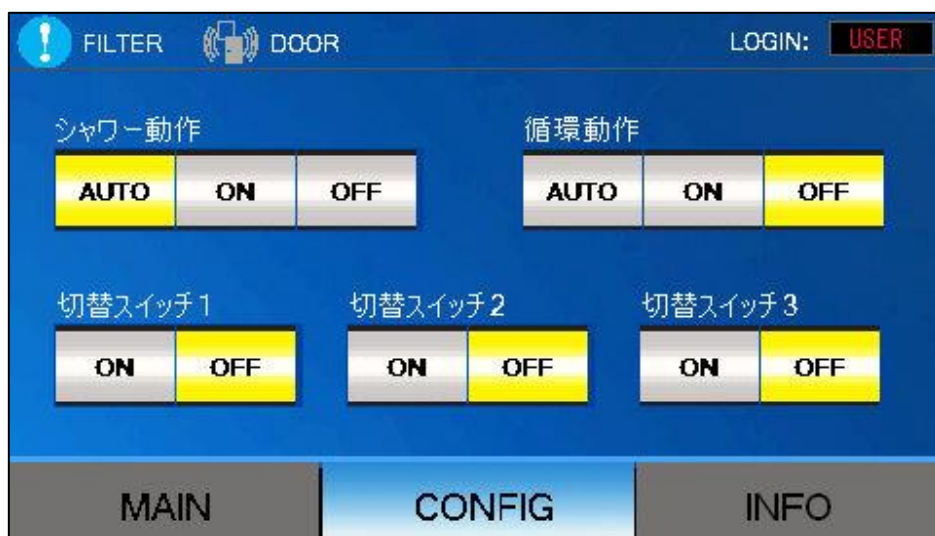 FILTER DOOR LOGIN: USER
シャワー動作 循環動作
AUTO ON OFF AUTO ON OFF
切替スイッチ1 切替スイッチ2 切替スイッチ3
ON OFF ON OFF ON OFF
MAIN CONFIG INFO